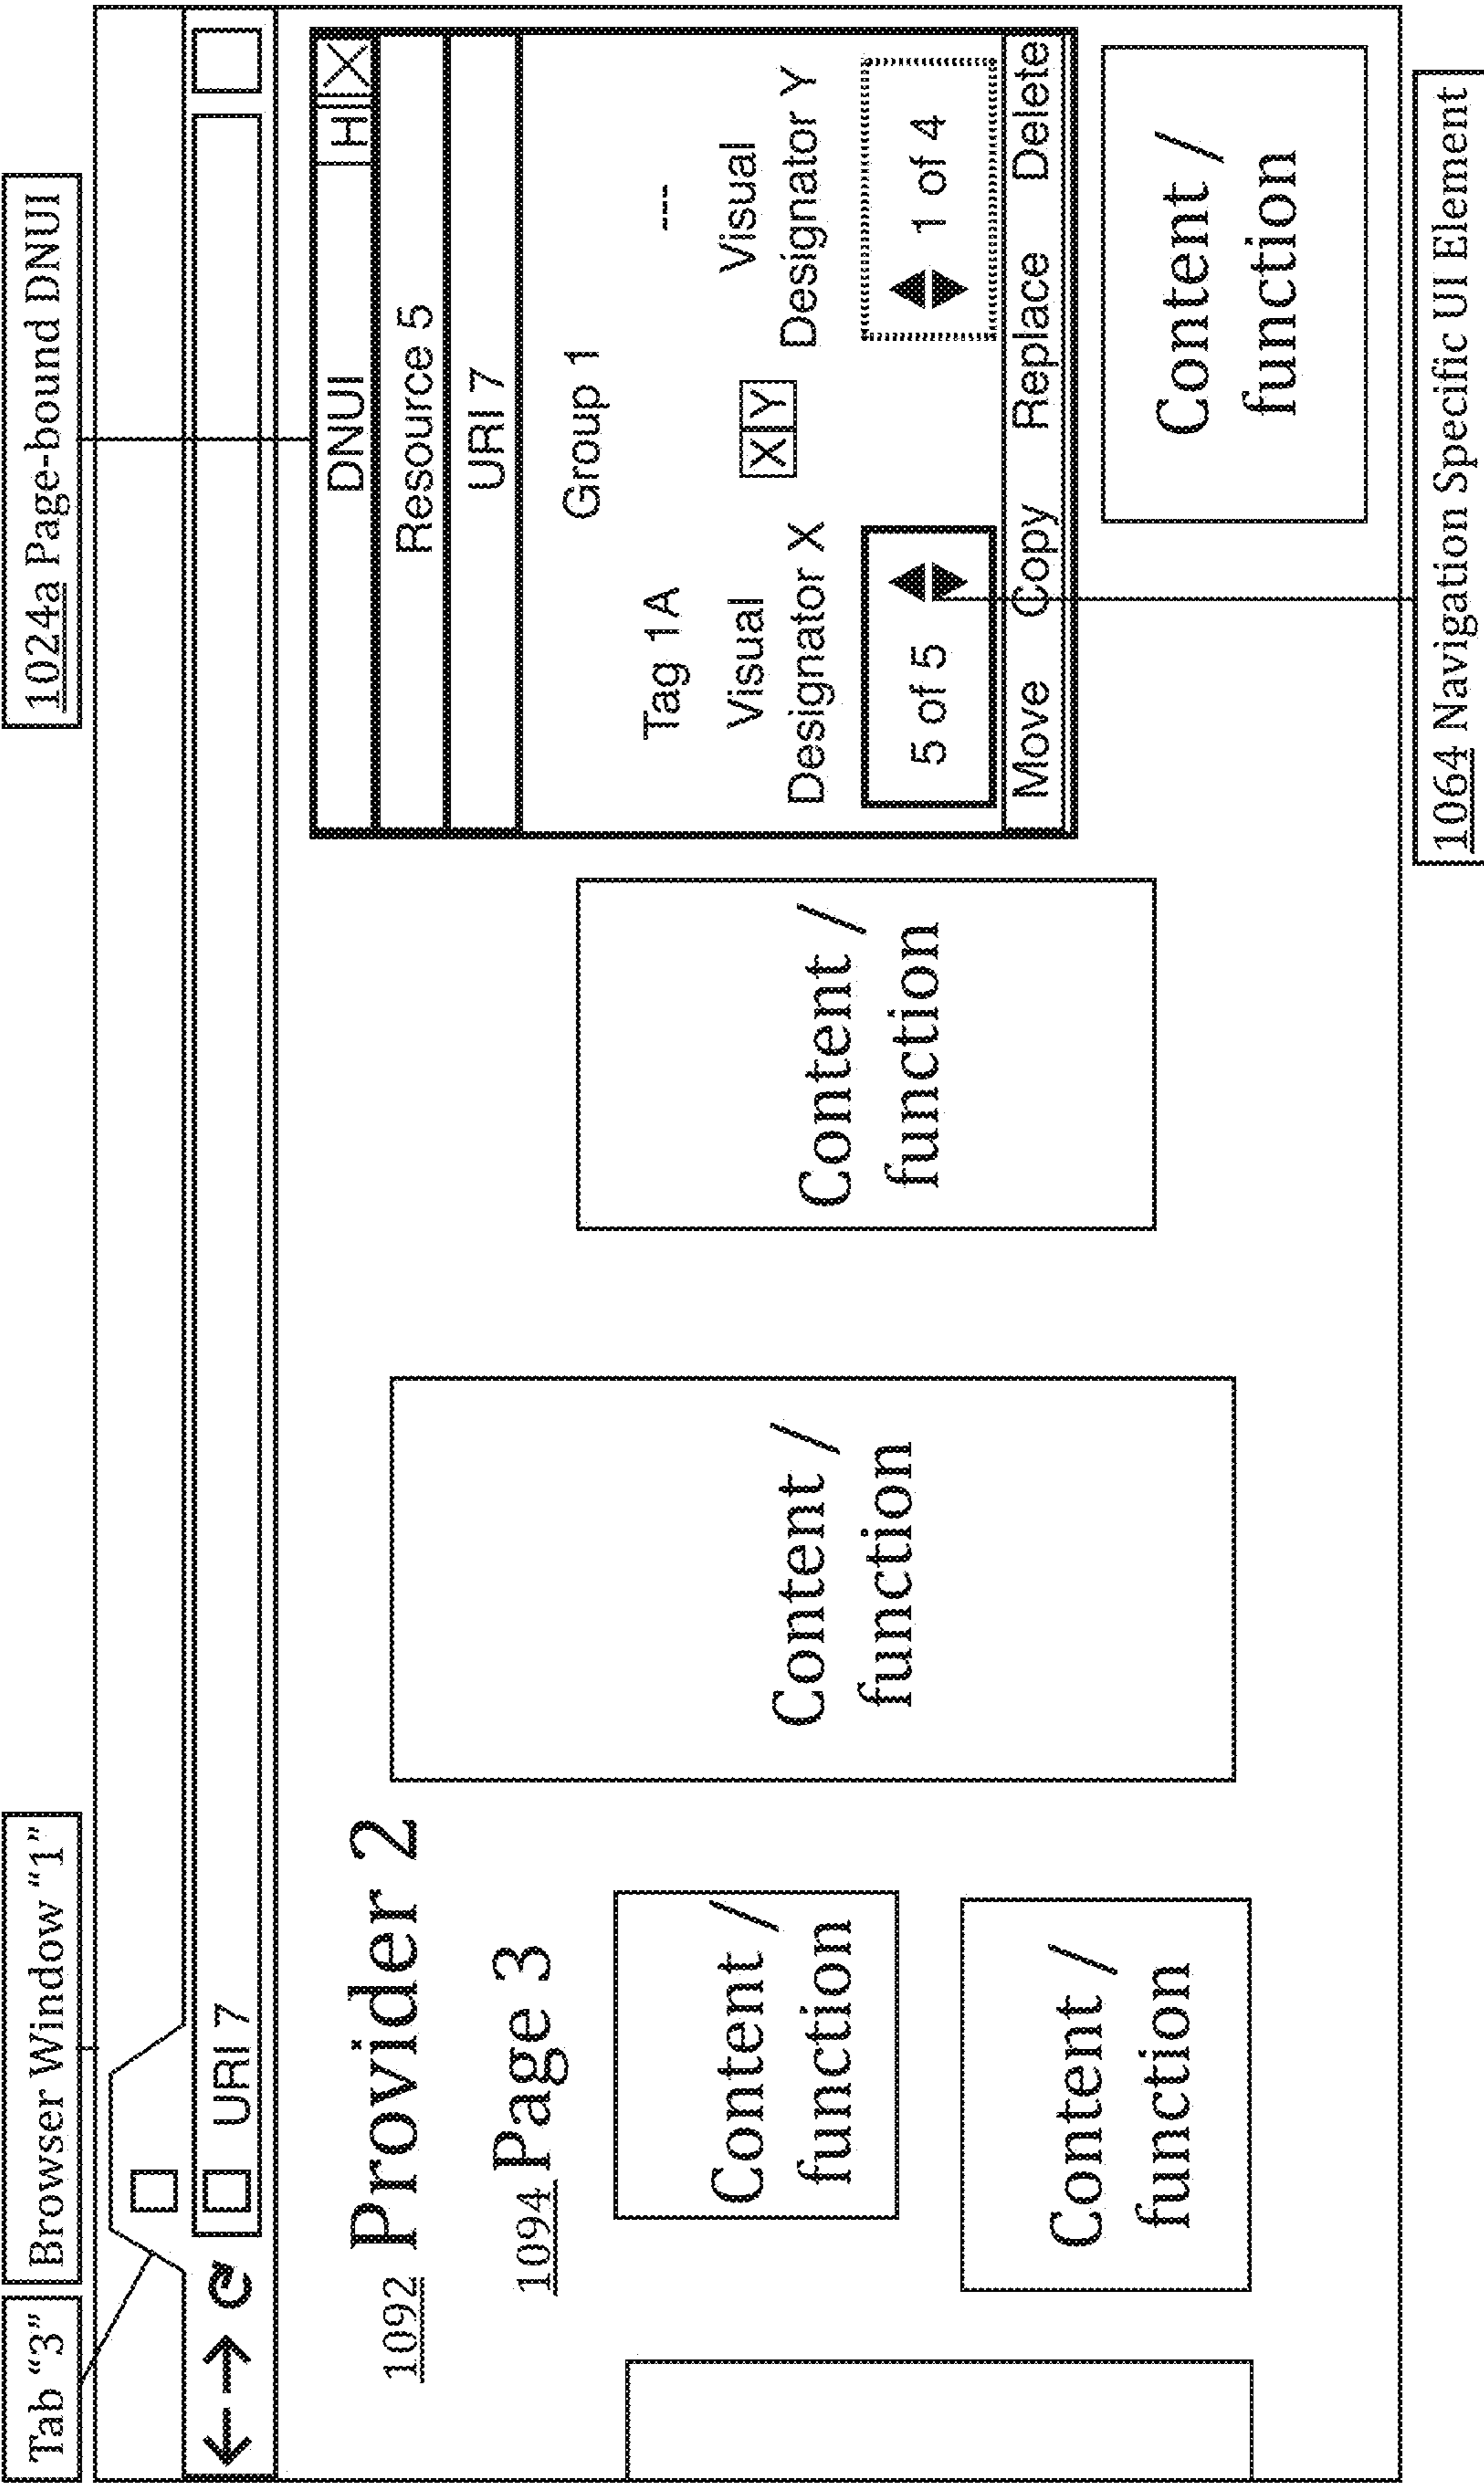 Tab “3”
Browser Window “1”
1024a Page-bound DNUI
URI 7
1092 Provider 2
1094 Page 3
Content /
function
Content /
function
Content /
function
Content /
function
DNUI
H X
Resource 5
URI 7
Group 1
Tag 1A ---
Visual
Designator X
X Y
Visual
Designator Y
5 of 5
1 of 4
Move Copy Replace Delete
Content /
function
1064 Navigation Specific UI Element